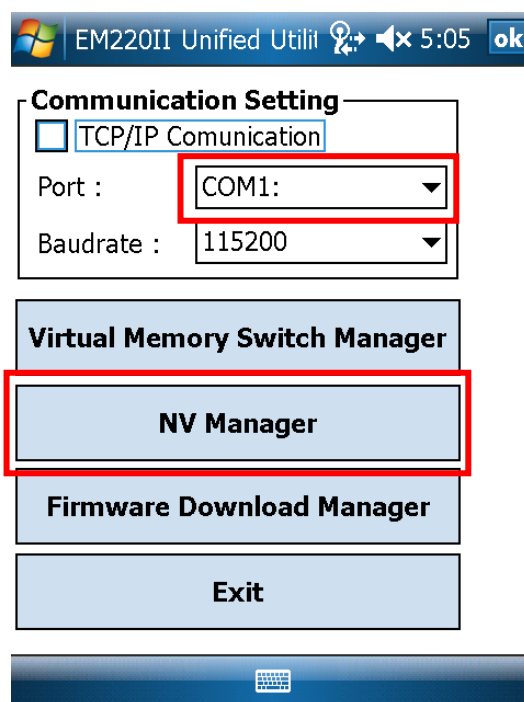 EM220II Unified Utilit 5:05 ok
Communication Setting
TCP/IP Comunication
Port : COM1:
Baudrate : 115200
Virtual Memory Switch Manager
NV Manager
Firmware Download Manager
Exit